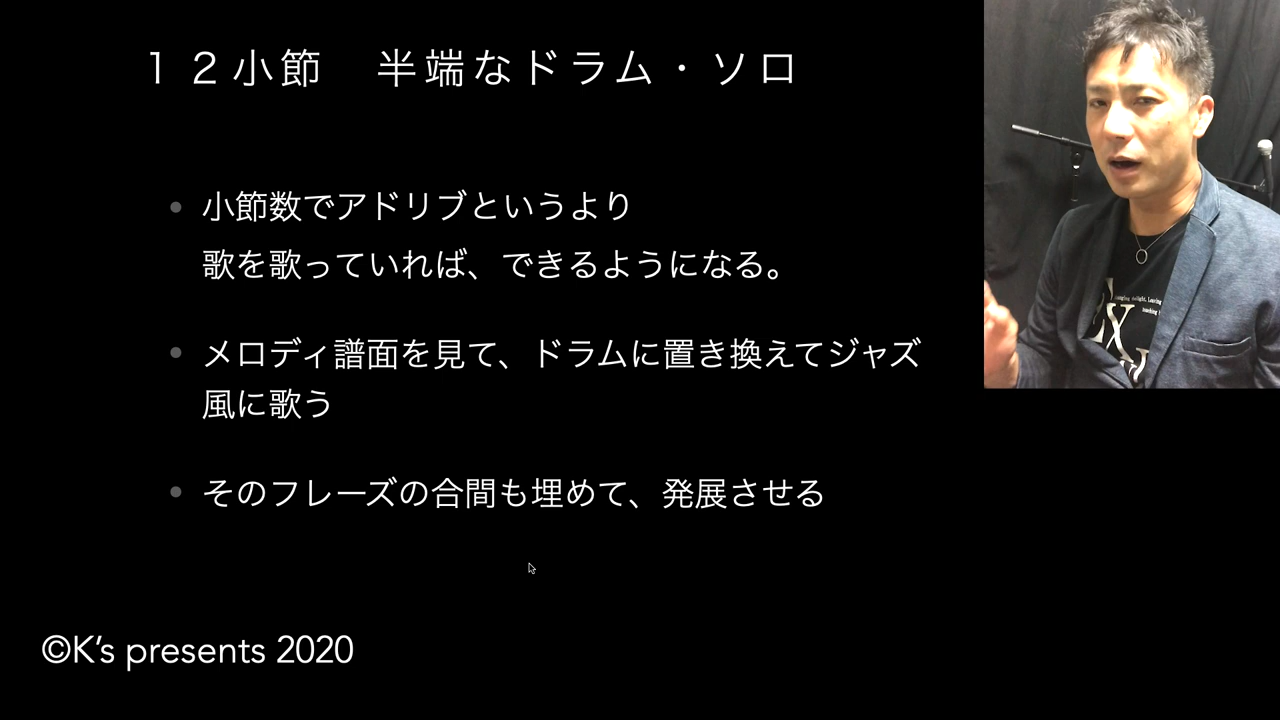 １２小節　半端なドラム・ソロ
小節数でアドリブというより
歌を歌っていれば、できるようになる。
メロディ譜面を見て、ドラムに置き換えてジャズ
風に歌う
そのフレーズの合間も埋めて、発展させる
©K’s presents 2020